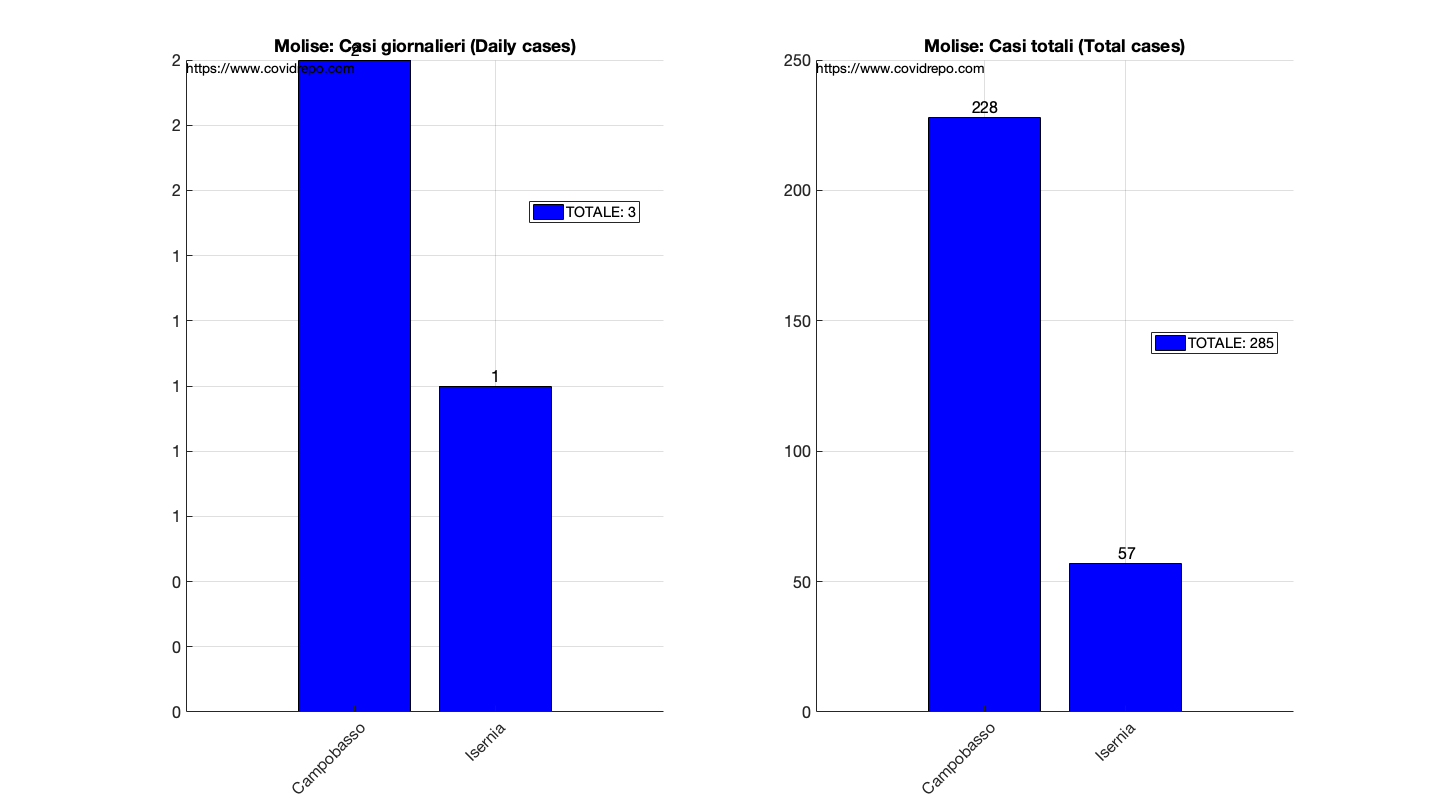 Molise: Casi giornalieri (Daily cases)
2
https://www.covidrepo.com
2
2
2
1
1
1
1
1
0
0
0
1
TOTALE: 3
Campobasso
Isernia
Molise: Casi totali (Total cases)
https://www.covidrepo.com
250
200
150
100
50
0
228
57
TOTALE: 285
Campobasso
Isernia